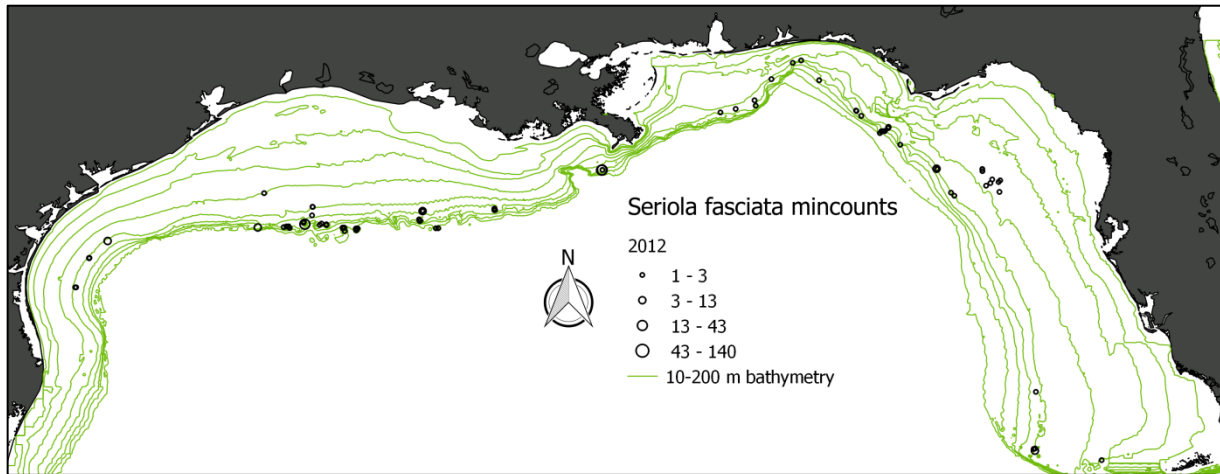 Seriola fasciata mincounts
2012
N
1 - 3
3 - 13
13 - 43
43 - 140
10-200 m bathymetry